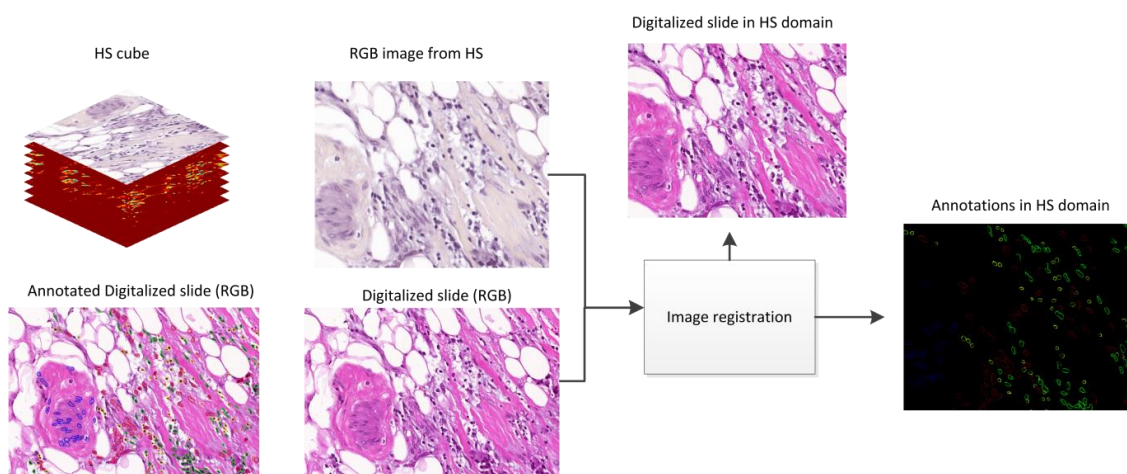 Digitalized slide in HS domain
HS cube
RGB image from HS
Annotations in HS domain
Annotated Digitalized slide (RGB)
Digitalized slide (RGB)
Image registration